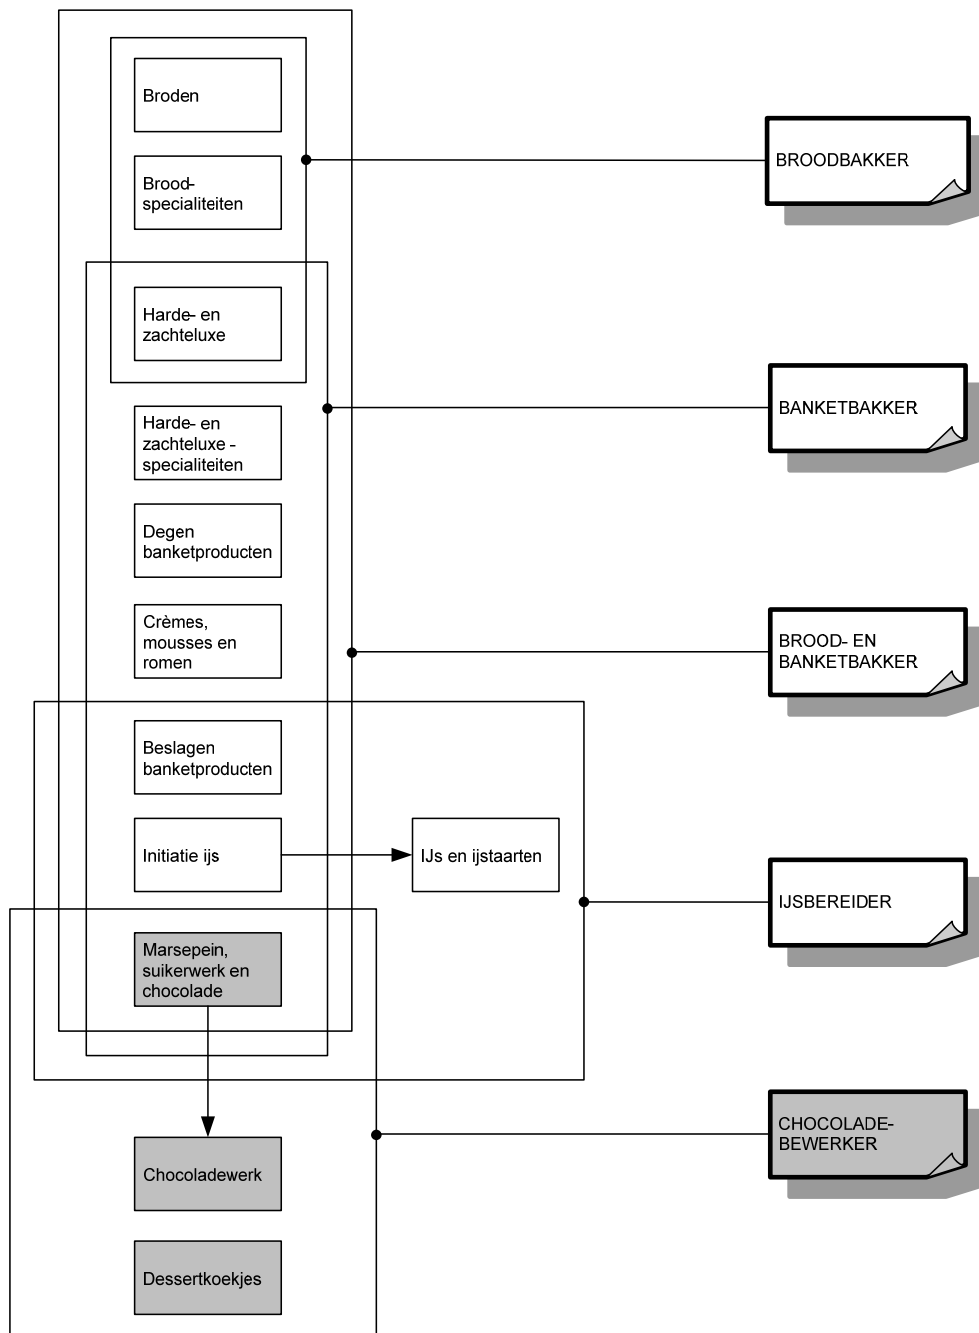 Broden
BROODBAKKER
Brood-
specialiteiten
Harde- en
zachteluxe
BANKETBAKKER
Harde- en
zachteluxe -
specialiteiten
Degen
banketproducten
Crèmes,
mousses en
romen
BROOD- EN
BANKETBAKKER
Beslagen
banketproducten
Initiatie ijs
IJs en ijstaarten
IJSBEREIDER
Marsepein,
suikerwerk en
chocolade
CHOCOLADE-
BEWERKER
Chocoladewerk
Dessertkoekjes